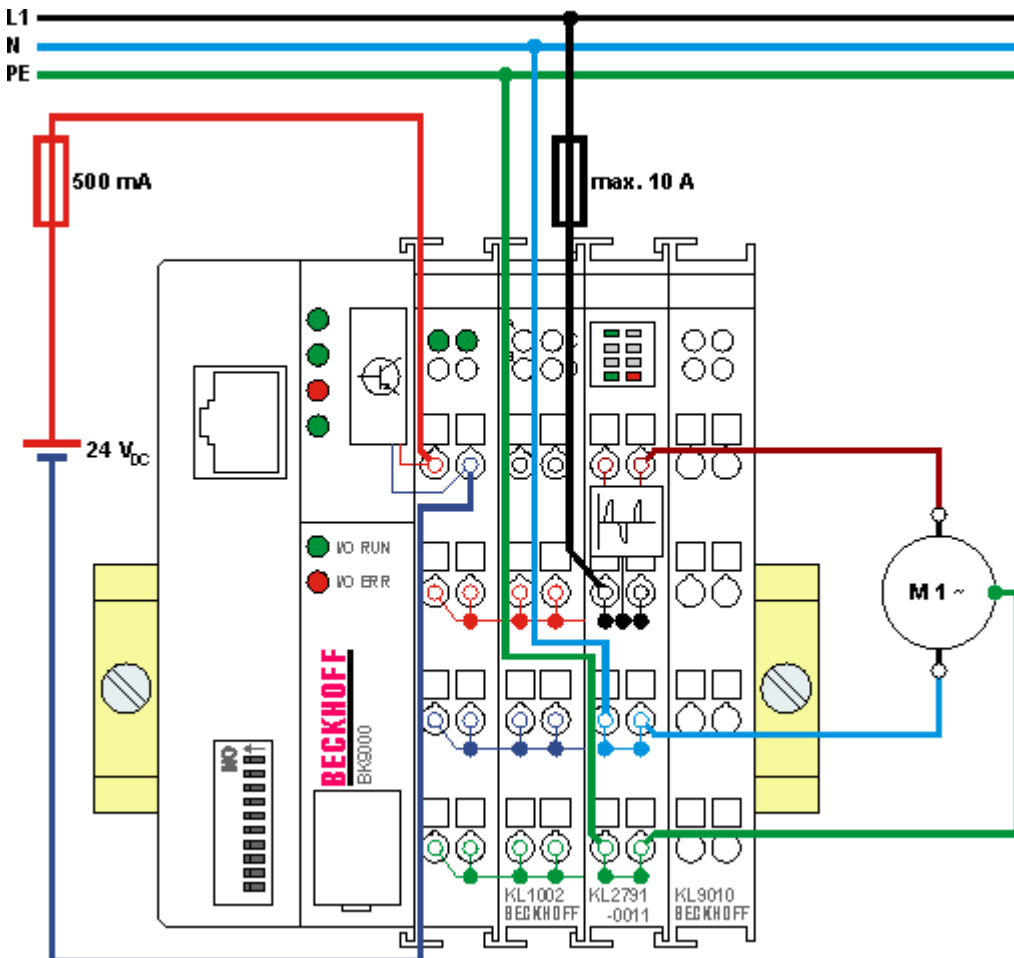 L1
N
PE
500 mA
max. 10 A
24 VDC
I/O RUN
I/O ERR
M 1 ~
BECKHOFF
BK9000
NO
KL1002
BECKHOFF
KL2791
-0011
KL9010
BECKHOFF